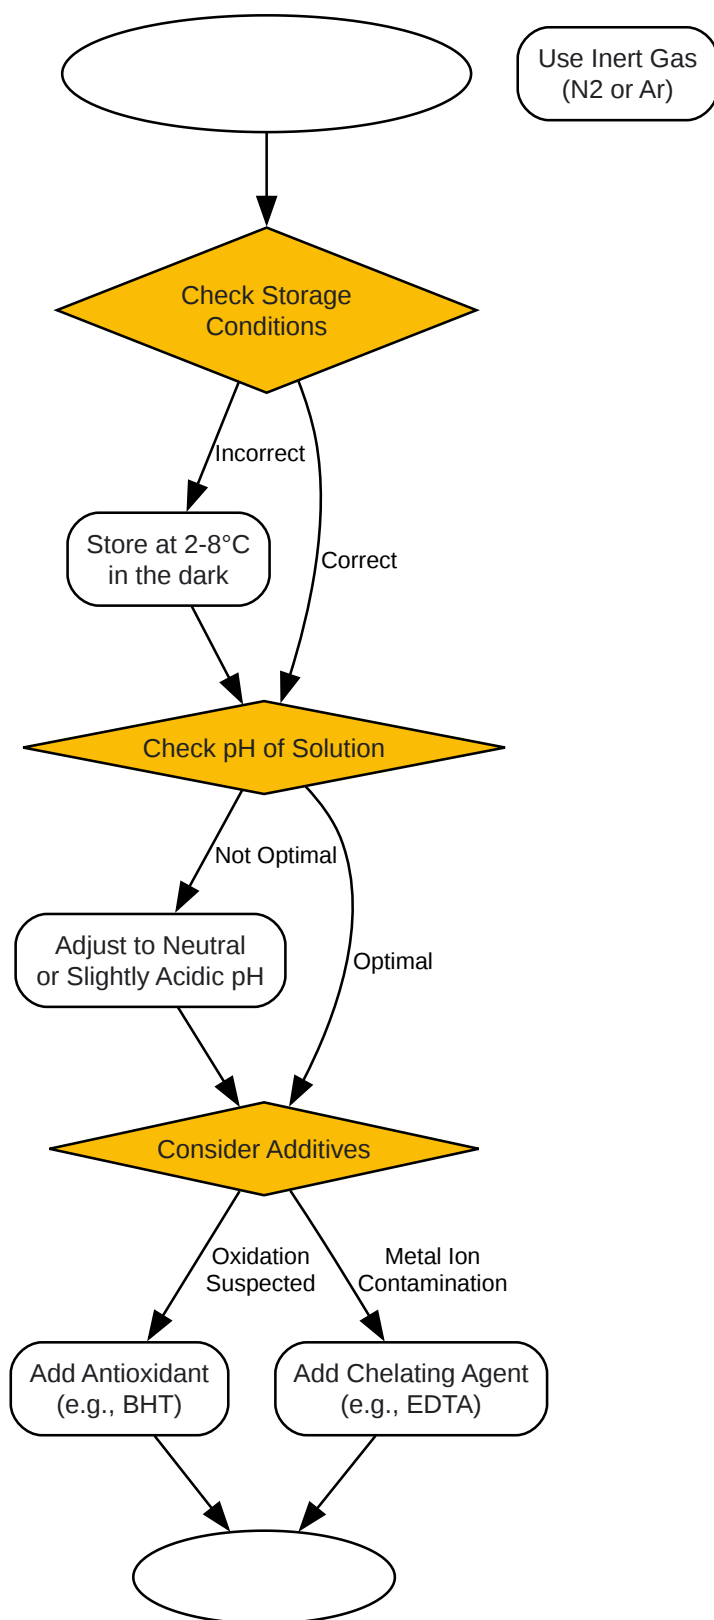 Use Inert Gas
(N2 or Ar)
Check Storage
Conditions
Incorrect
Store at 2-8°C
in the dark
Correct
Check pH of Solution
Not Optimal
Adjust to Neutral
or Slightly Acidic pH
Optimal
Consider Additives
Oxidation
Suspected
Metal Ion
Contamination
Add Antioxidant
(e.g., BHT)
Add Chelating Agent
(e.g., EDTA)